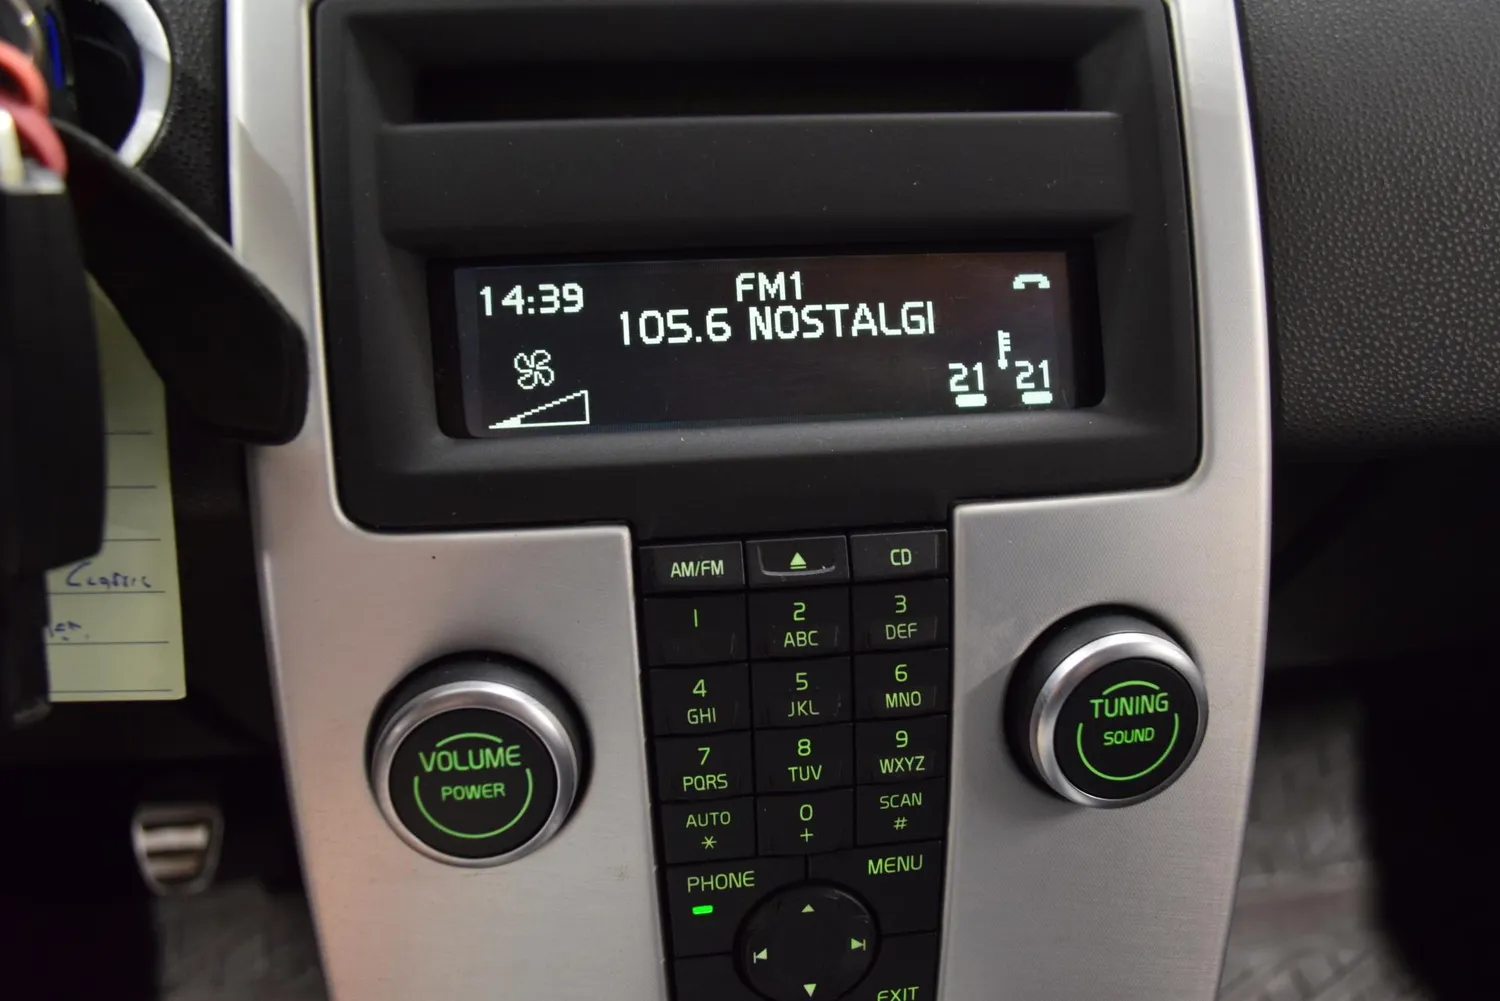 14:39
FM1
105.6 NOSTALGI
21 21
AM/FM
CD
1
2
ABC
3
DEF
4
GHI
5
JKL
6
MNO
7
PQRS
8
TUV
9
WXYZ
AUTO
*
0
+
SCAN
#
PHONE
MENU
EXIT
VOLUME
POWER
TUNING
SOUND
Classic